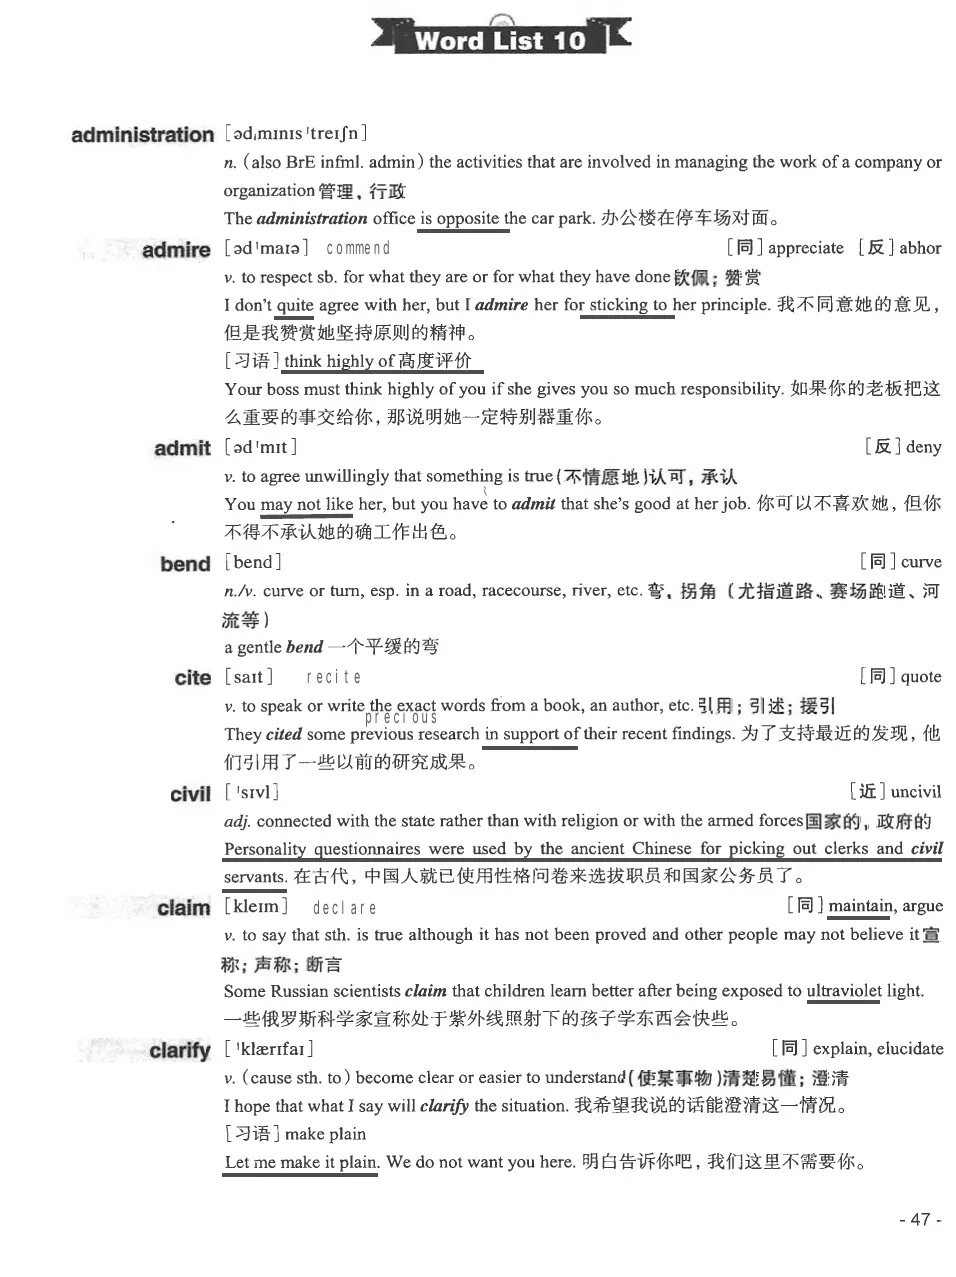 Word List 10
administration [ədˌmɪnɪsˈtreɪʃn]
n. (also BrE infml. admin) the activities that are involved in managing the work of a company or
organization 管理，行政
The administration office is opposite the car park. 办公楼在停车场对面。
admire [ədˈmaɪə] commend [同] appreciate [反] abhor
v. to respect sb. for what they are or for what they have done 钦佩；赞赏
I don't quite agree with her, but I admire her for sticking to her principle. 我不同意她的意见，
但是我赞赏她坚持原则的精神。
[习语] think highly of 高度评价
Your boss must think highly of you if she gives you so much responsibility. 如果你的老板把这
么重要的事交给你，那说明她一定特别器重你。
admit [ədˈmɪt] [反] deny
v. to agree unwillingly that something is true (不情愿地)认可，承认
You may not like her, but you have to admit that she's good at her job. 你可以不喜欢她，但你
不得不承认她的确工作出色。
bend [bend] [同] curve
n./v. curve or turn, esp. in a road, racecourse, river, etc. 弯，拐角（尤指道路、赛场跑道、河
流等）
a gentle bend 一个平缓的弯
cite [saɪt] recite [同] quote
v. to speak or write the exact words from a book, an author, etc. 引用；引述；援引
precious
They cited some previous research in support of their recent findings. 为了支持最近的发现，他
们引用了一些以前的研究成果。
civil [ˈsɪvl] [近] uncivil
adj. connected with the state rather than with religion or with the armed forces 国家的，政府的
Personality questionnaires were used by the ancient Chinese for picking out clerks and civil
servants. 在古代，中国人就已使用性格问卷来选拔职员和国家公务员了。
claim [kleɪm] declare [同] maintain, argue
v. to say that sth. is true although it has not been proved and other people may not believe it 宣
称；声称；断言
Some Russian scientists claim that children learn better after being exposed to ultraviolet light.
一些俄罗斯科学家宣称处于紫外线照射下的孩子学东西会快些。
clarify [ˈklærɪfaɪ] [同] explain, elucidate
v. (cause sth. to) become clear or easier to understand (使某事物)清楚易懂；澄清
I hope that what I say will clarify the situation. 我希望我说的话能澄清这一情况。
[习语] make plain
Let me make it plain. We do not want you here. 明白告诉你吧，我们这里不需要你。
- 47 -